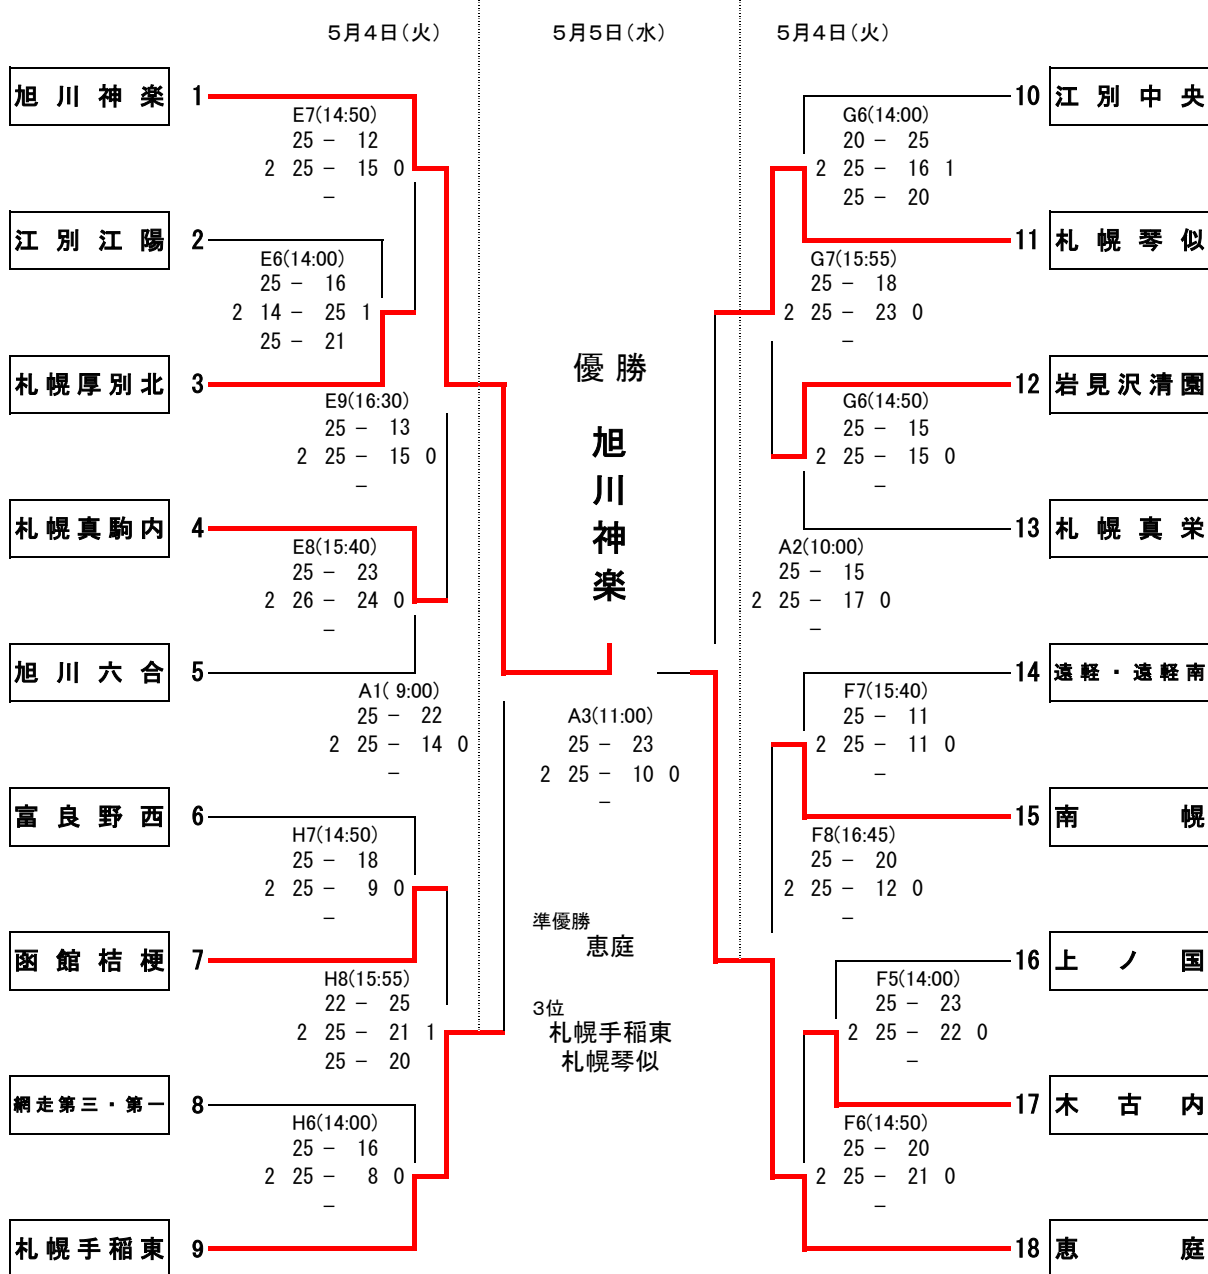 ５月４日（火）
５月５日（水）
５月４日（火）
旭川神楽 1
E7(14:50)
25 － 12
2 25 － 15 0
－
江別江陽 2
E6(14:00)
25 － 16
2 14 － 25 1
25 － 21
札幌厚別北 3
E9(16:30)
25 － 13
2 25 － 15 0
－
札幌真駒内 4
E8(15:40)
25 － 23
2 26 － 24 0
－
旭川六合 5
A1( 9:00)
25 － 22
2 25 － 14 0
－
富良野西 6
H7(14:50)
25 － 18
2 25 － 9 0
－
函館桔梗 7
H8(15:55)
22 － 25
2 25 － 21 1
25 － 20
網走第三・第一 8
H6(14:00)
25 － 16
2 25 － 8 0
－
札幌手稲東 9
優勝
旭川神楽
A3(11:00)
25 － 23
2 25 － 10 0
－
準優勝
恵庭
３位
札幌手稲東
札幌琴似
10 江別中央
G6(14:00)
20 － 25
2 25 － 16 1
25 － 20
11 札幌琴似
G7(15:55)
25 － 18
2 25 － 23 0
－
12 岩見沢清園
G6(14:50)
25 － 15
2 25 － 15 0
－
13 札幌真栄
A2(10:00)
25 － 15
2 25 － 17 0
－
14 遠軽・遠軽南
F7(15:40)
25 － 11
2 25 － 11 0
－
15 南幌
F8(16:45)
25 － 20
2 25 － 12 0
－
16 上ノ国
F5(14:00)
25 － 23
2 25 － 22 0
－
17 木古内
F6(14:50)
25 － 20
2 25 － 21 0
－
18 恵庭